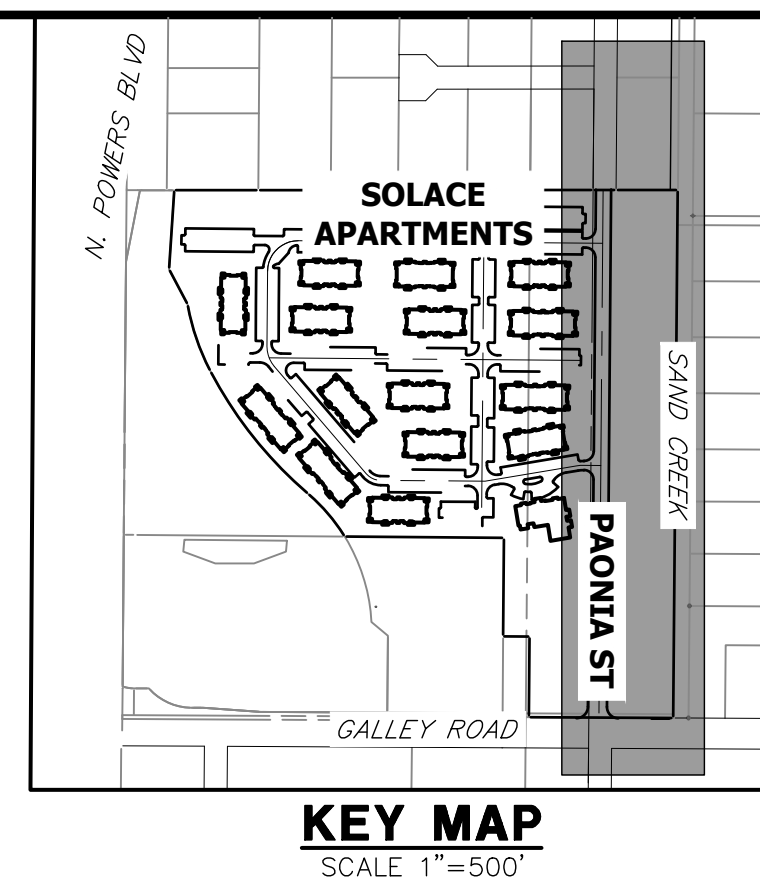 N. POWERS BLVD
SOLACE
APARTMENTS
SAND CREEK
PAONIA ST
GALLEY ROAD
KEY MAP
SCALE 1"=500'